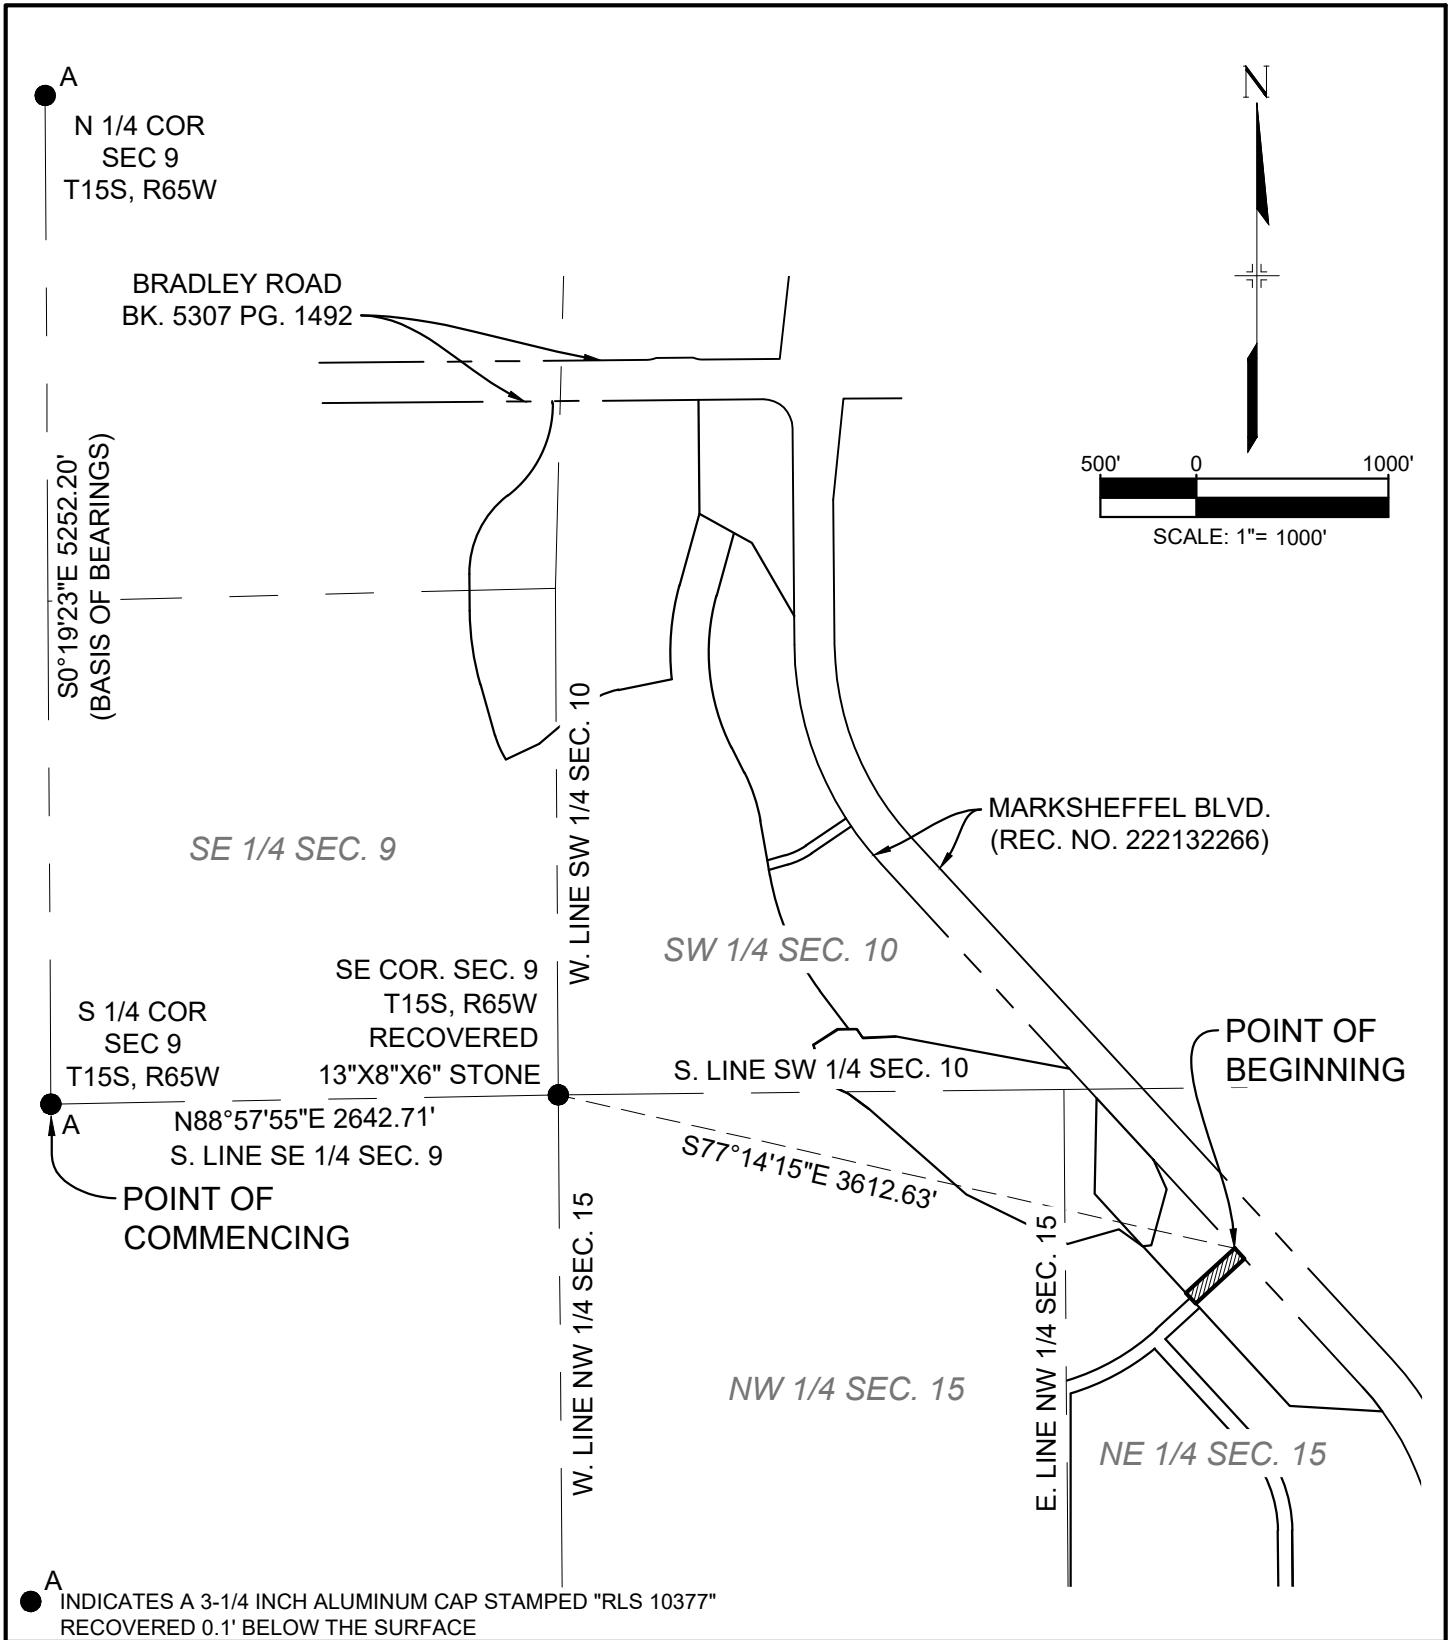 A
N 1/4 COR
SEC 9
T15S, R65W
N
BRADLEY ROAD
BK. 5307 PG. 1492
500' 0 1000'
SCALE: 1"= 1000'
S0°19'23"E 5252.20'
(BASIS OF BEARINGS)
W. LINE SW 1/4 SEC. 10
MARKSHEFFEL BLVD.
(REC. NO. 222132266)
SE 1/4 SEC. 9
SW 1/4 SEC. 10
SE COR. SEC. 9
T15S, R65W
RECOVERED
13"X8"X6" STONE
S 1/4 COR
SEC 9
T15S, R65W
A
POINT OF
BEGINNING
S. LINE SW 1/4 SEC. 10
N88°57'55"E 2642.71'
S. LINE SE 1/4 SEC. 9
S77°14'15"E 3612.63'
POINT OF
COMMENCING
W. LINE NW 1/4 SEC. 15
E. LINE NW 1/4 SEC. 15
NW 1/4 SEC. 15
NE 1/4 SEC. 15
A
INDICATES A 3-1/4 INCH ALUMINUM CAP STAMPED "RLS 10377"
RECOVERED 0.1' BELOW THE SURFACE